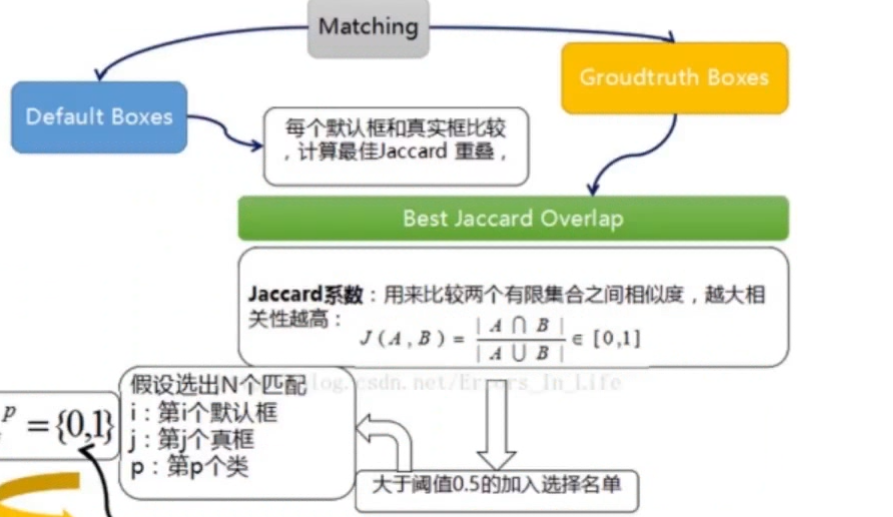 Matching
Default Boxes
Groudtruth Boxes
每个默认框和真实框比较
，计算最佳Jaccard 重叠，
Best Jaccard Overlap
Jaccard系数：用来比较两个有限集合之间相似度，越大相
关性越高：
J(A,B) = |A ∩ B| / |A ∪ B| ∈ [0,1]
log.csdn.net/Errors_In_Life
假设选出N个匹配
i：第i个默认框
j：第j个真框
p：第p个类
p = {0,1}
大于阈值0.5的加入选择名单